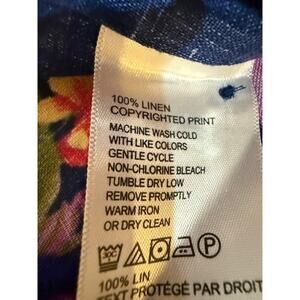 100% LINEN
COPYRIGHTED PRINT
MACHINE WASH COLD
WITH LIKE COLORS
GENTLE CYCLE
NON-CHLORINE BLEACH
TUMBLE DRY LOW
REMOVE PROMPTLY
WARM IRON
OR DRY CLEAN
30C P
100% LIN
TEXT PROTÉGÉ PAR DROIT